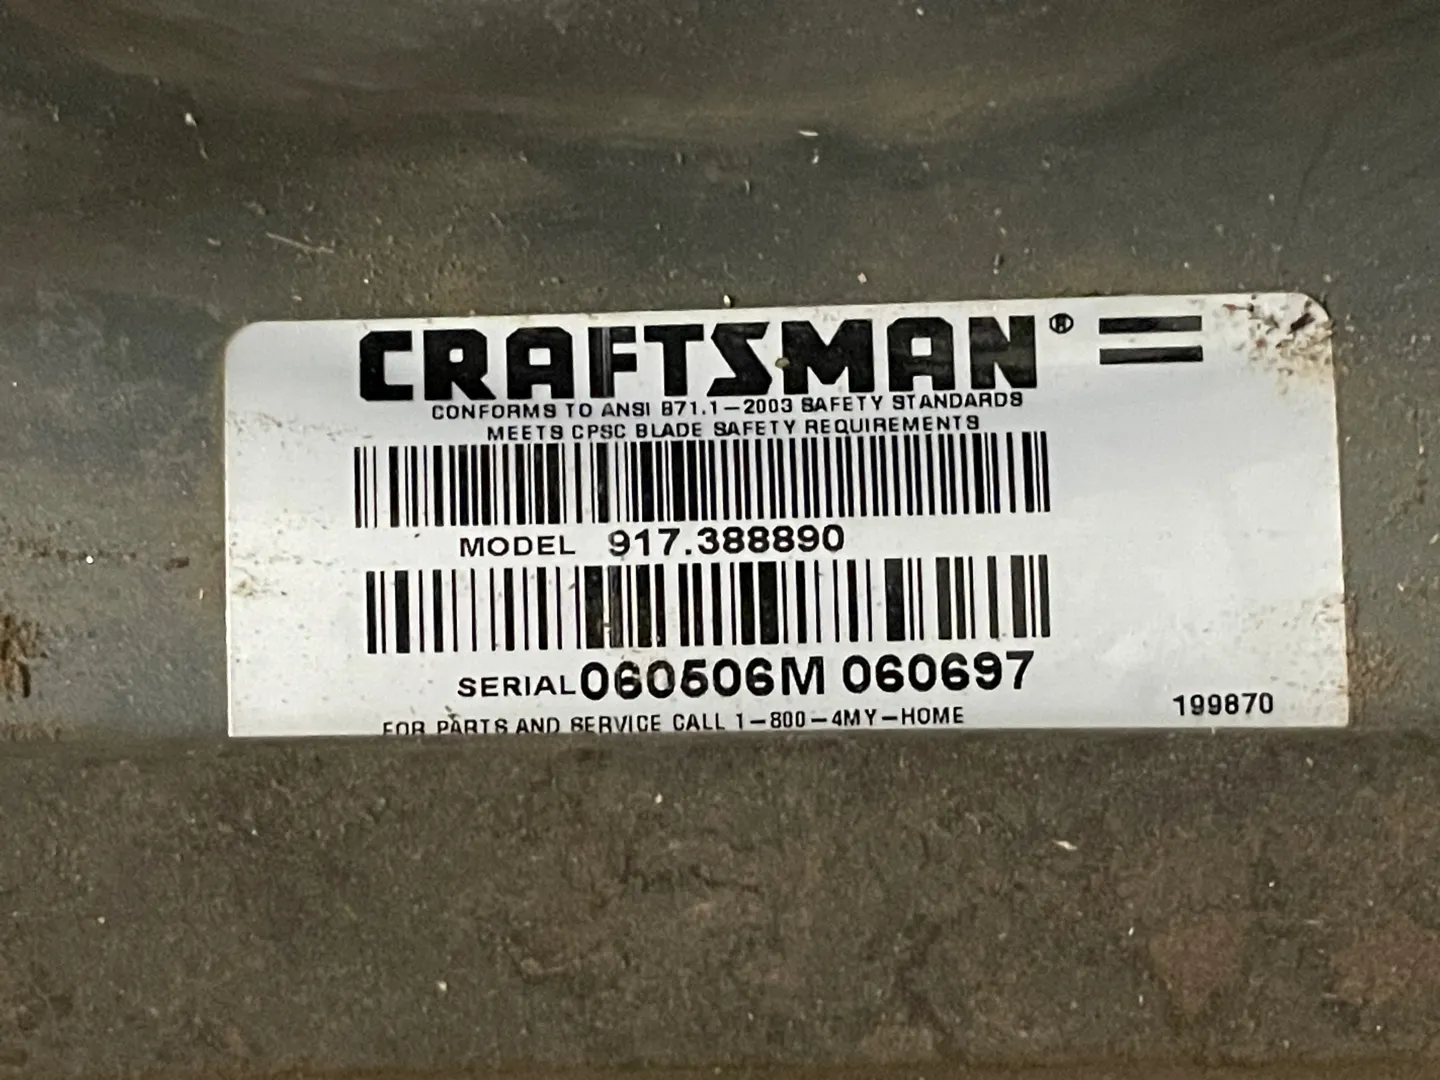 CRAFTSMAN®
CONFORMS TO ANSI B71.1–2003 SAFETY STANDARDS
MEETS CPSC BLADE SAFETY REQUIREMENTS
MODEL 917.388890
SERIAL 060506M 060697
199870
FOR PARTS AND SERVICE CALL 1–800–4MY–HOME